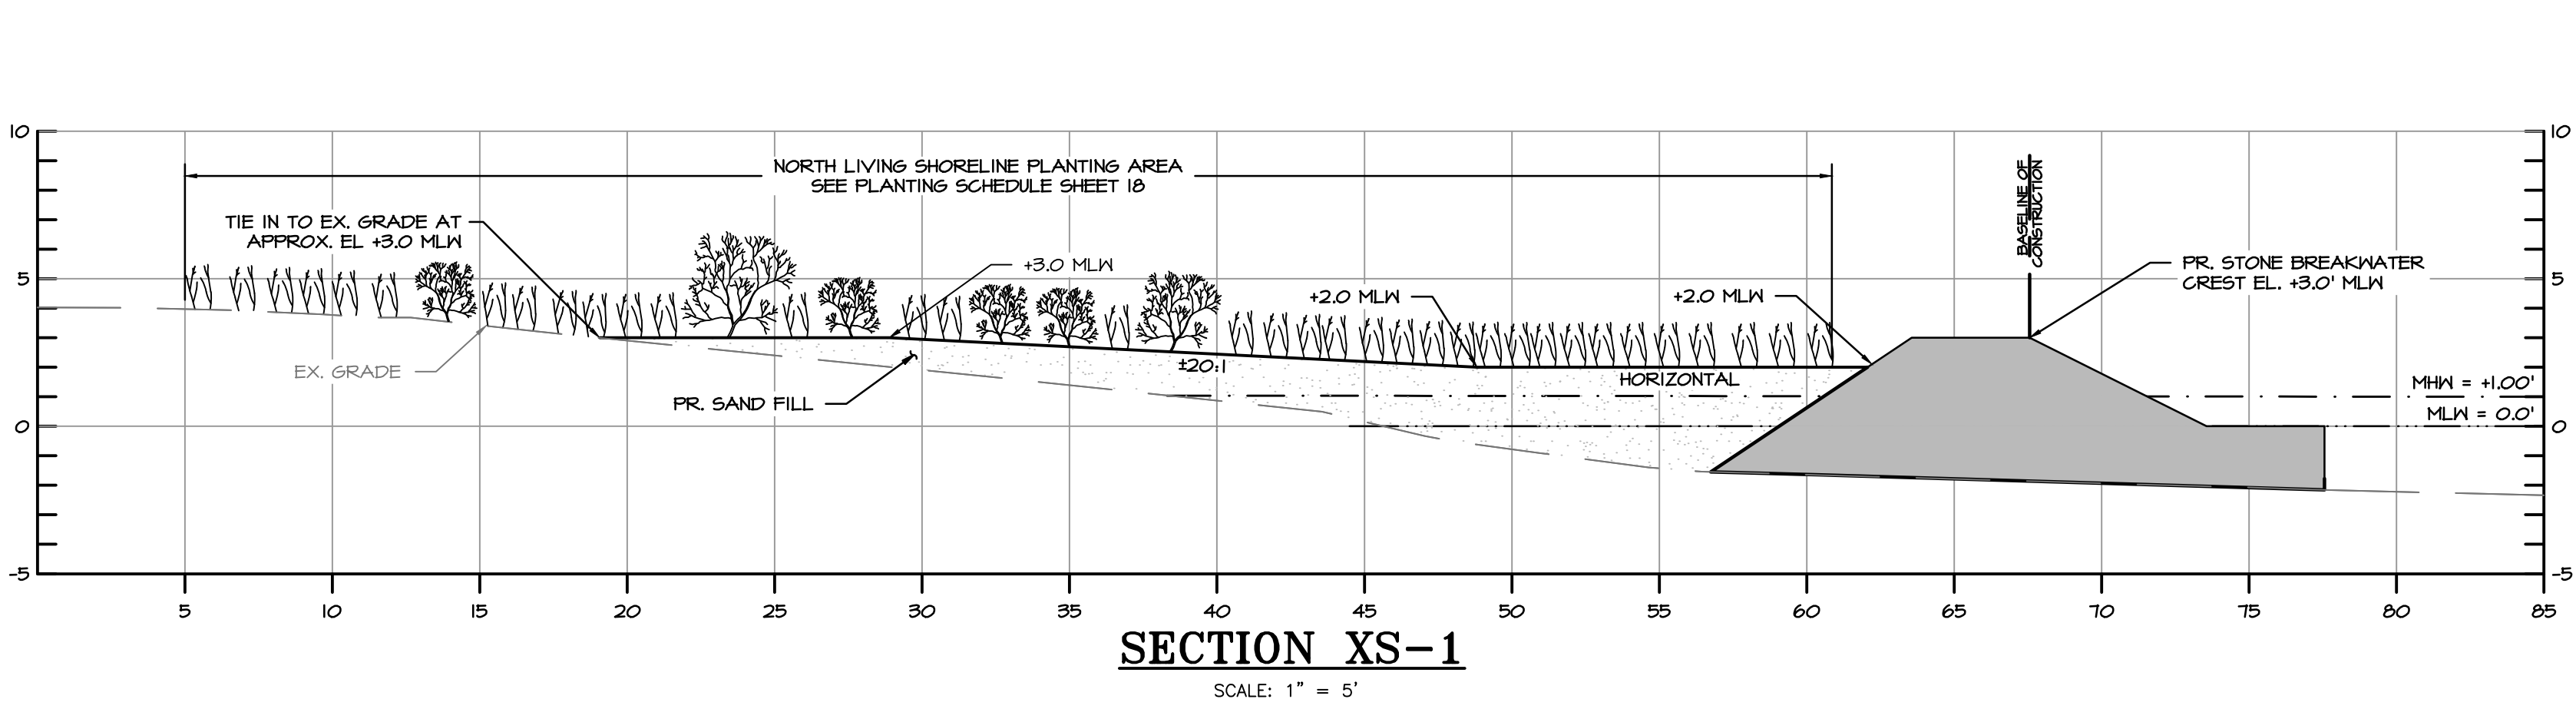 10
10
NORTH LIVING SHORELINE PLANTING AREA
SEE PLANTING SCHEDULE SHEET 18
BASELINE OF
CONSTRUCTION
TIE IN TO EX. GRADE AT
APPROX. EL +3.0 MLW
+3.0 MLW
PR. STONE BREAKWATER
CREST EL. +3.0' MLW
5
5
+2.0 MLW
+2.0 MLW
EX. GRADE
±20:1
HORIZONTAL
MHW = +1.00'
PR. SAND FILL
MLW = 0.0'
0
0
-5
-5
5 10 15 20 25 30 35 40 45 50 55 60 65 70 75 80 85
SECTION XS-1
SCALE: 1" = 5'